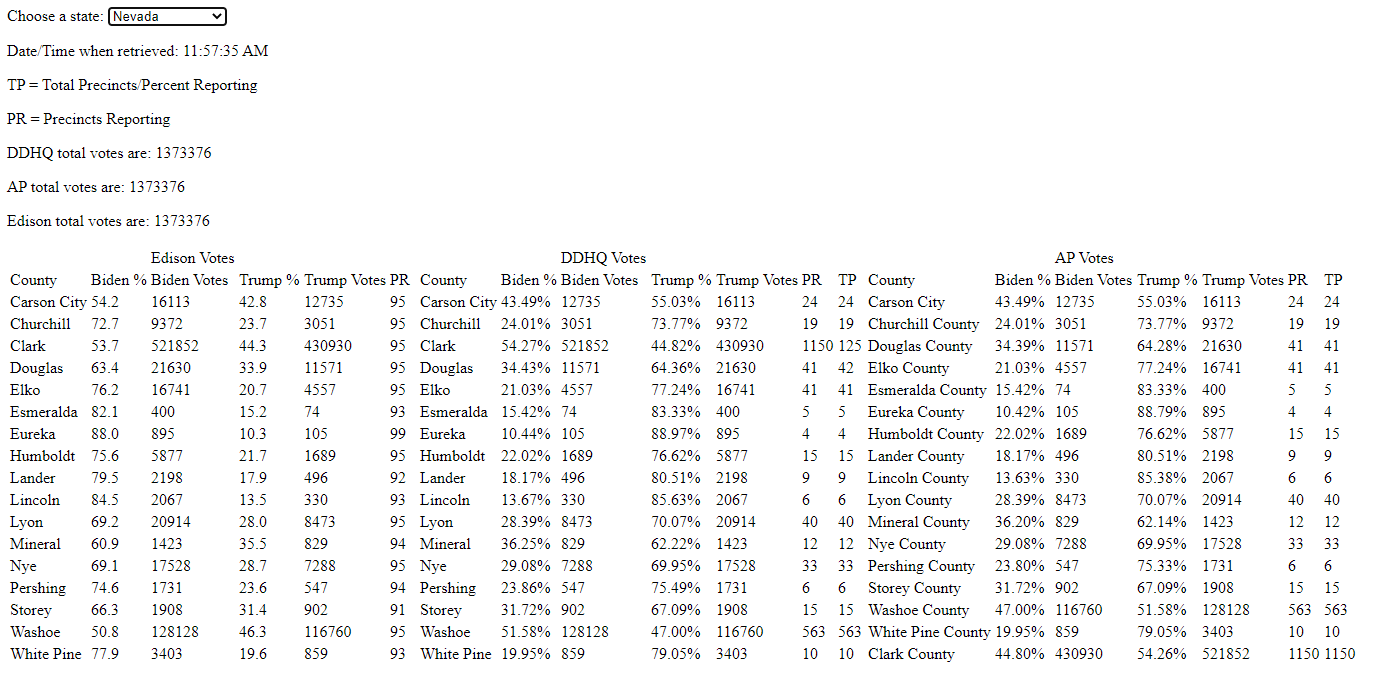 Choose a state: Nevada
Date/Time when retrieved: 11:57:35 AM
TP = Total Precincts/Percent Reporting
PR = Precincts Reporting
DDHQ total votes are: 1373376
AP total votes are: 1373376
Edison total votes are: 1373376
Edison Votes DDHQ Votes AP Votes
County Biden % Biden Votes Trump % Trump Votes PR County Biden % Biden Votes Trump % Trump Votes PR TP County Biden % Biden Votes Trump % Trump Votes PR TP
Carson City 54.2 16113 42.8 12735 95 Carson City 43.49% 12735 55.03% 16113 24 24 Carson City 43.49% 12735 55.03% 16113 24 24
Churchill 72.7 9372 23.7 3051 95 Churchill 24.01% 3051 73.77% 9372 19 19 Churchill County 24.01% 3051 73.77% 9372 19 19
Clark 53.7 521852 44.3 430930 95 Clark 54.27% 521852 44.82% 430930 1150 125 Douglas County 34.39% 11571 64.28% 21630 41 41
Douglas 63.4 21630 33.9 11571 95 Douglas 34.43% 11571 64.36% 21630 41 42 Elko County 21.03% 4557 77.24% 16741 41 41
Elko 76.2 16741 20.7 4557 95 Elko 21.03% 4557 77.24% 16741 41 41 Esmeralda County 15.42% 74 83.33% 400 5 5
Esmeralda 82.1 400 15.2 74 93 Esmeralda 15.42% 74 83.33% 400 5 5 Eureka County 10.42% 105 88.79% 895 4 4
Eureka 88.0 895 10.3 105 99 Eureka 10.44% 105 88.97% 895 4 4 Humboldt County 22.02% 1689 76.62% 5877 15 15
Humboldt 75.6 5877 21.7 1689 95 Humboldt 22.02% 1689 76.62% 5877 15 15 Lander County 18.17% 496 80.51% 2198 9 9
Lander 79.5 2198 17.9 496 92 Lander 18.17% 496 80.51% 2198 9 9 Lincoln County 13.63% 330 85.38% 2067 6 6
Lincoln 84.5 2067 13.5 330 93 Lincoln 13.67% 330 85.63% 2067 6 6 Lyon County 28.39% 8473 70.07% 20914 40 40
Lyon 69.2 20914 28.0 8473 95 Lyon 28.39% 8473 70.07% 20914 40 40 Mineral County 36.20% 829 62.14% 1423 12 12
Mineral 60.9 1423 35.5 829 94 Mineral 36.25% 829 62.22% 1423 12 12 Nye County 29.08% 7288 69.95% 17528 33 33
Nye 69.1 17528 28.7 7288 95 Nye 29.08% 7288 69.95% 17528 33 33 Pershing County 23.80% 547 75.33% 1731 6 6
Pershing 74.6 1731 23.6 547 94 Pershing 23.86% 547 75.49% 1731 6 6 Storey County 31.72% 902 67.09% 1908 15 15
Storey 66.3 1908 31.4 902 91 Storey 31.72% 902 67.09% 1908 15 15 Washoe County 47.00% 116760 51.58% 128128 563 563
Washoe 50.8 128128 46.3 116760 95 Washoe 51.58% 128128 47.00% 116760 563 563 White Pine County 19.95% 859 79.05% 3403 10 10
White Pine 77.9 3403 19.6 859 93 White Pine 19.95% 859 79.05% 3403 10 10 Clark County 44.80% 430930 54.26% 521852 1150 1150